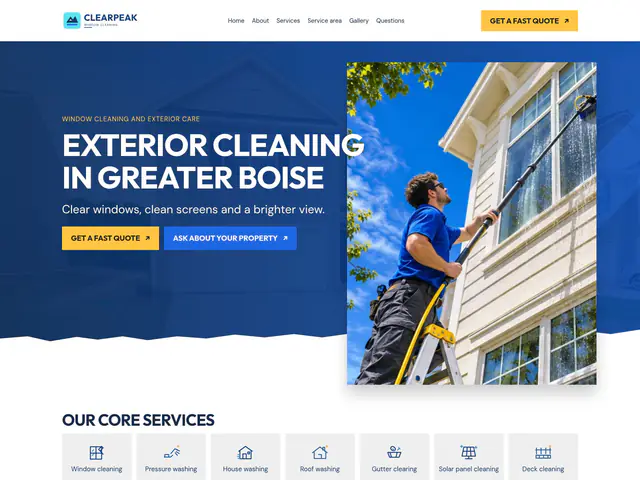 CLEARPEAK
WINDOW CLEANING
Home About Services Service area Gallery Questions
GET A FAST QUOTE
WINDOW CLEANING AND EXTERIOR CARE
EXTERIOR CLEANING
IN GREATER BOISE
Clear windows, clean screens and a brighter view.
GET A FAST QUOTE
ASK ABOUT YOUR PROPERTY
OUR CORE SERVICES
Window cleaning
Pressure washing
House washing
Roof washing
Gutter clearing
Solar panel cleaning
Deck cleaning